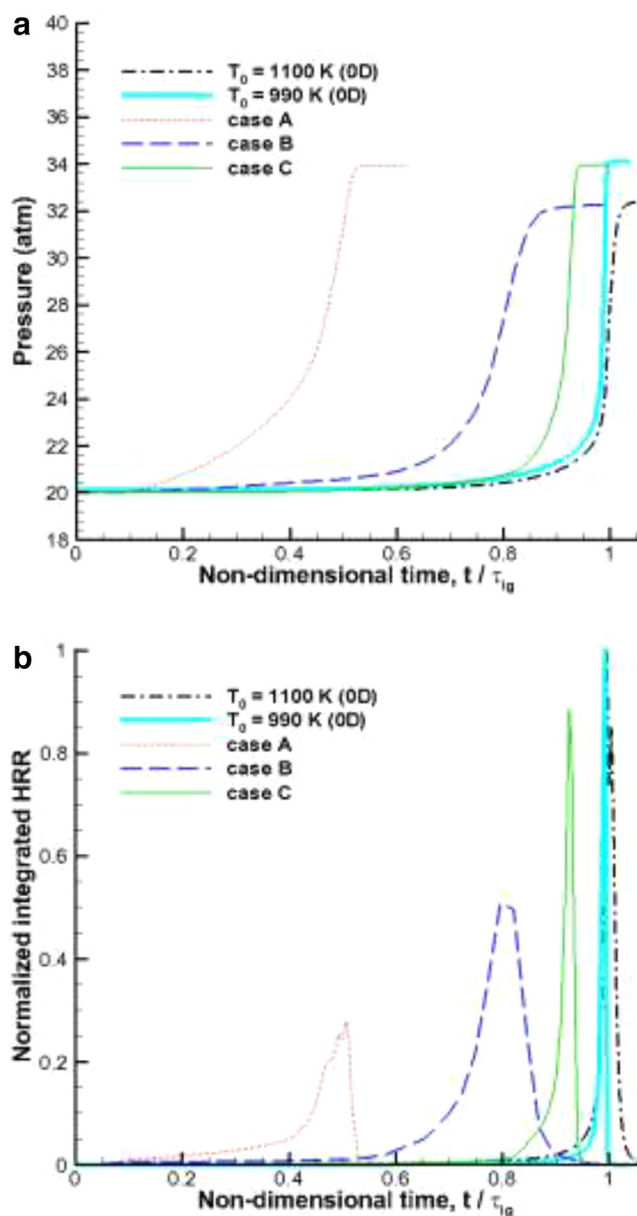 a
40
38
36
34
32
30
28
26
24
22
20
18
Pressure (atm)
T₀ = 1100 K (0D)
T₀ = 990 K (0D)
case A
case B
case C
0 0.2 0.4 0.6 0.8 1
Non-dimensional time, t / τig
b
1
0.8
0.6
0.4
0.2
0
Normalized integrated HRR
T₀ = 1100 K (0D)
T₀ = 990 K (0D)
case A
case B
case C
0 0.2 0.4 0.6 0.8 1
Non-dimensional time, t / τig